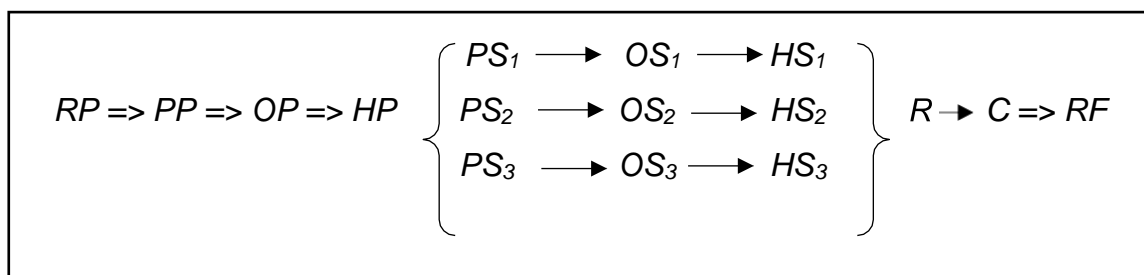 PS₁ → OS₁ → HS₁
RP => PP => OP => HP { PS₂ → OS₂ → HS₂ } R → C => RF
PS₃ → OS₃ → HS₃